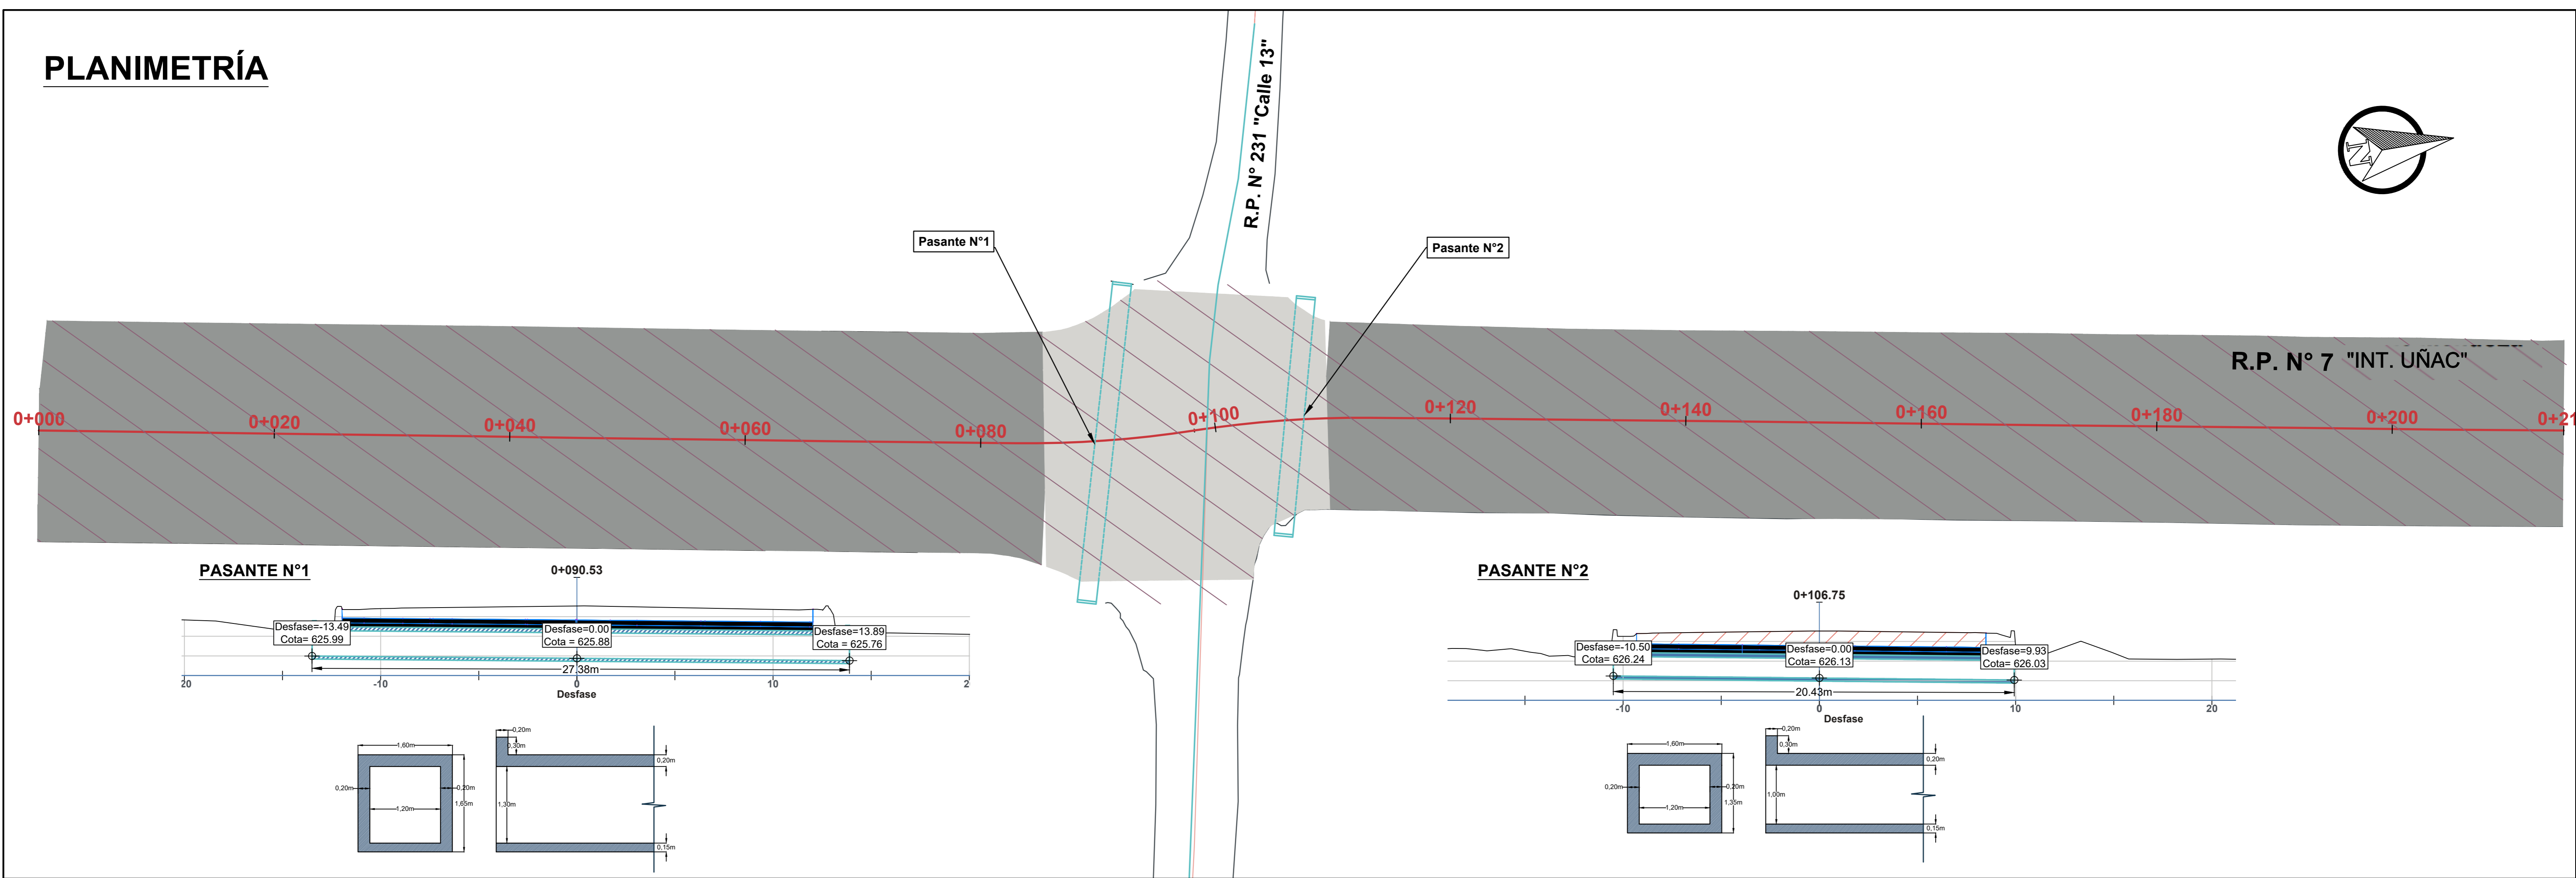 PLANIMETRÍA
R.P. N° 231 "Calle 13"
N
Pasante N°1
Pasante N°2
R.P. N° 7 "INT. UÑAC"
0+000
0+020
0+040
0+060
0+080
0+100
0+120
0+140
0+160
0+180
0+200
0+21
PASANTE N°1
0+090.53
Desfase=-13.49
Cota= 625.99
Desfase=0.00
Cota = 625.88
Desfase=13.89
Cota= 625.76
27.38m
20
-10
0
10
2
Desfase
1,60m
0,20m
0,20m
1,20m
1,65m
0,20m
0,30m
0,20m
1,30m
0,15m
PASANTE N°2
0+106.75
Desfase=-10.50
Cota= 626.24
Desfase=0.00
Cota= 626.13
Desfase=9.93
Cota= 626.03
20.43m
-10
0
10
20
Desfase
1,60m
0,20m
0,20m
1,20m
1,35m
0,20m
0,30m
0,20m
1,00m
0,15m